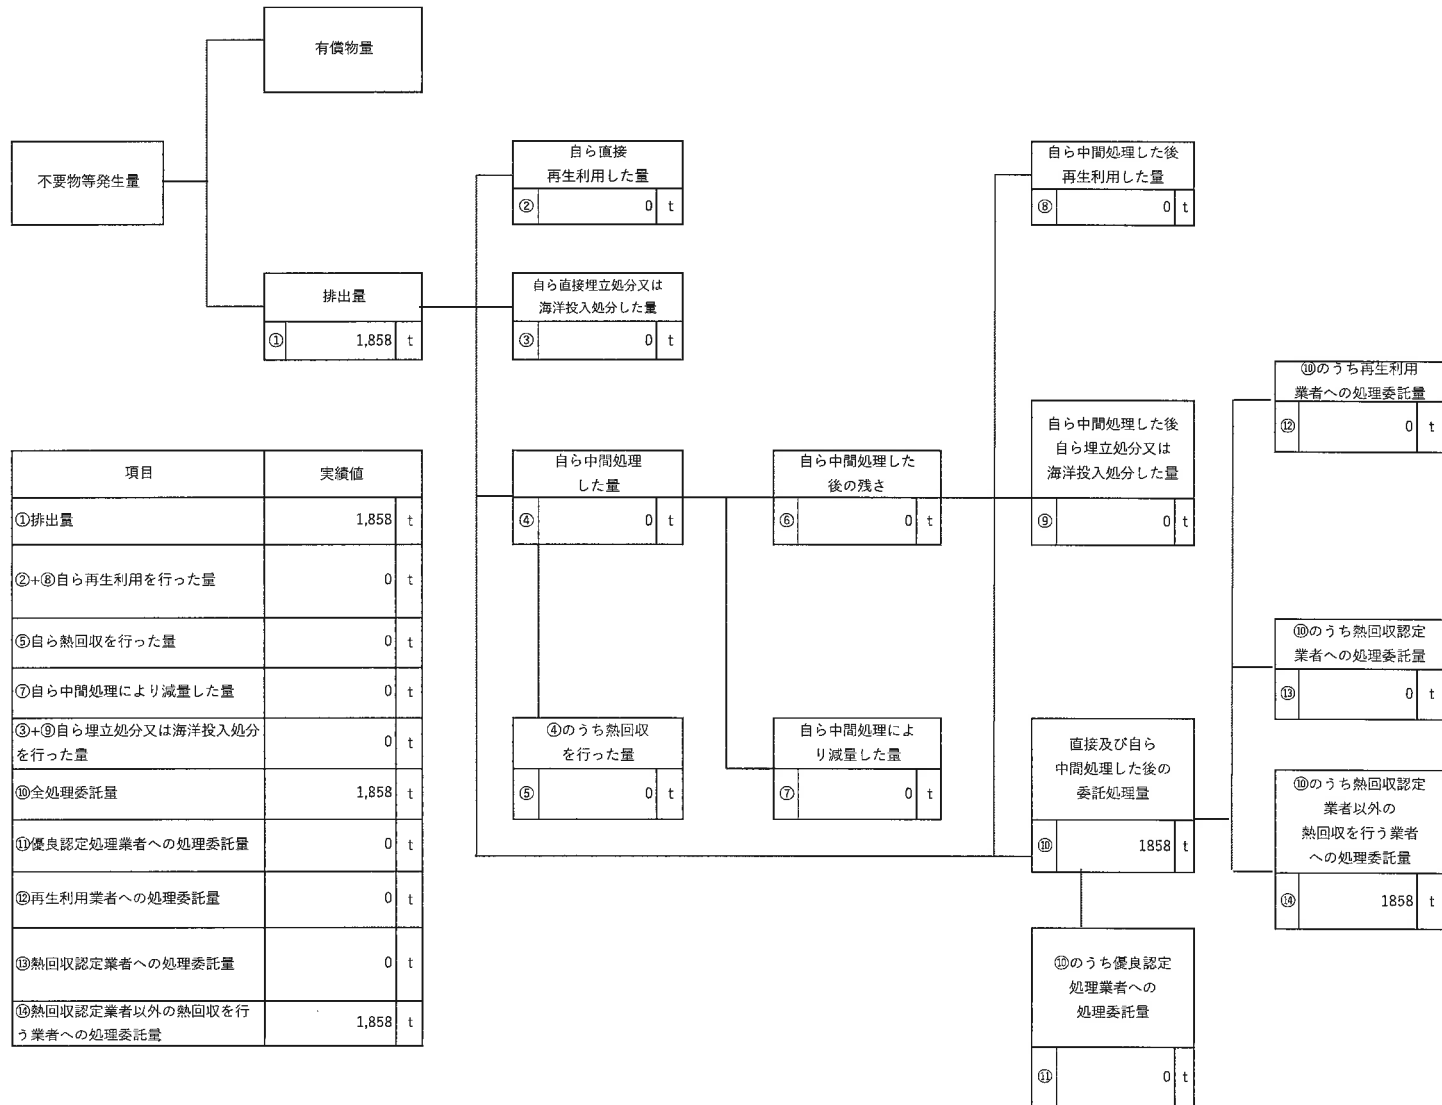 有償物量
不要物等発生量
排出量
① 1,858 t
自ら直接
再生利用した量
② 0 t
自ら直接埋立処分又は
海洋投入処分した量
③ 0 t
自ら中間処理
した量
④ 0 t
④のうち熱回収
を行った量
⑤ 0 t
自ら中間処理した
後の残さ
⑥ 0 t
自ら中間処理によ
り減量した量
⑦ 0 t
自ら中間処理した後
再生利用した量
⑧ 0 t
自ら中間処理した後
自ら埋立処分又は
海洋投入処分した量
⑨ 0 t
直接及び自ら
中間処理した後の
委託処理量
⑩ 1858 t
⑩のうち優良認定
処理業者への
処理委託量
⑪ 0 t
⑩のうち再生利用
業者への処理委託量
⑫ 0 t
⑩のうち熱回収認定
業者への処理委託量
⑬ 0 t
⑩のうち熱回収認定
業者以外の
熱回収を行う業者
への処理委託量
⑭ 1858 t
項目 実績値
①排出量 1,858 t
②+⑧自ら再生利用を行った量 0 t
⑤自ら熱回収を行った量 0 t
⑦自ら中間処理により減量した量 0 t
③+⑨自ら埋立処分又は海洋投入処分
を行った量 0 t
⑩全処理委託量 1,858 t
⑪優良認定処理業者への処理委託量 0 t
⑫再生利用業者への処理委託量 0 t
⑬熱回収認定業者への処理委託量 0 t
⑭熱回収認定業者以外の熱回収を行
う業者への処理委託量 1,858 t